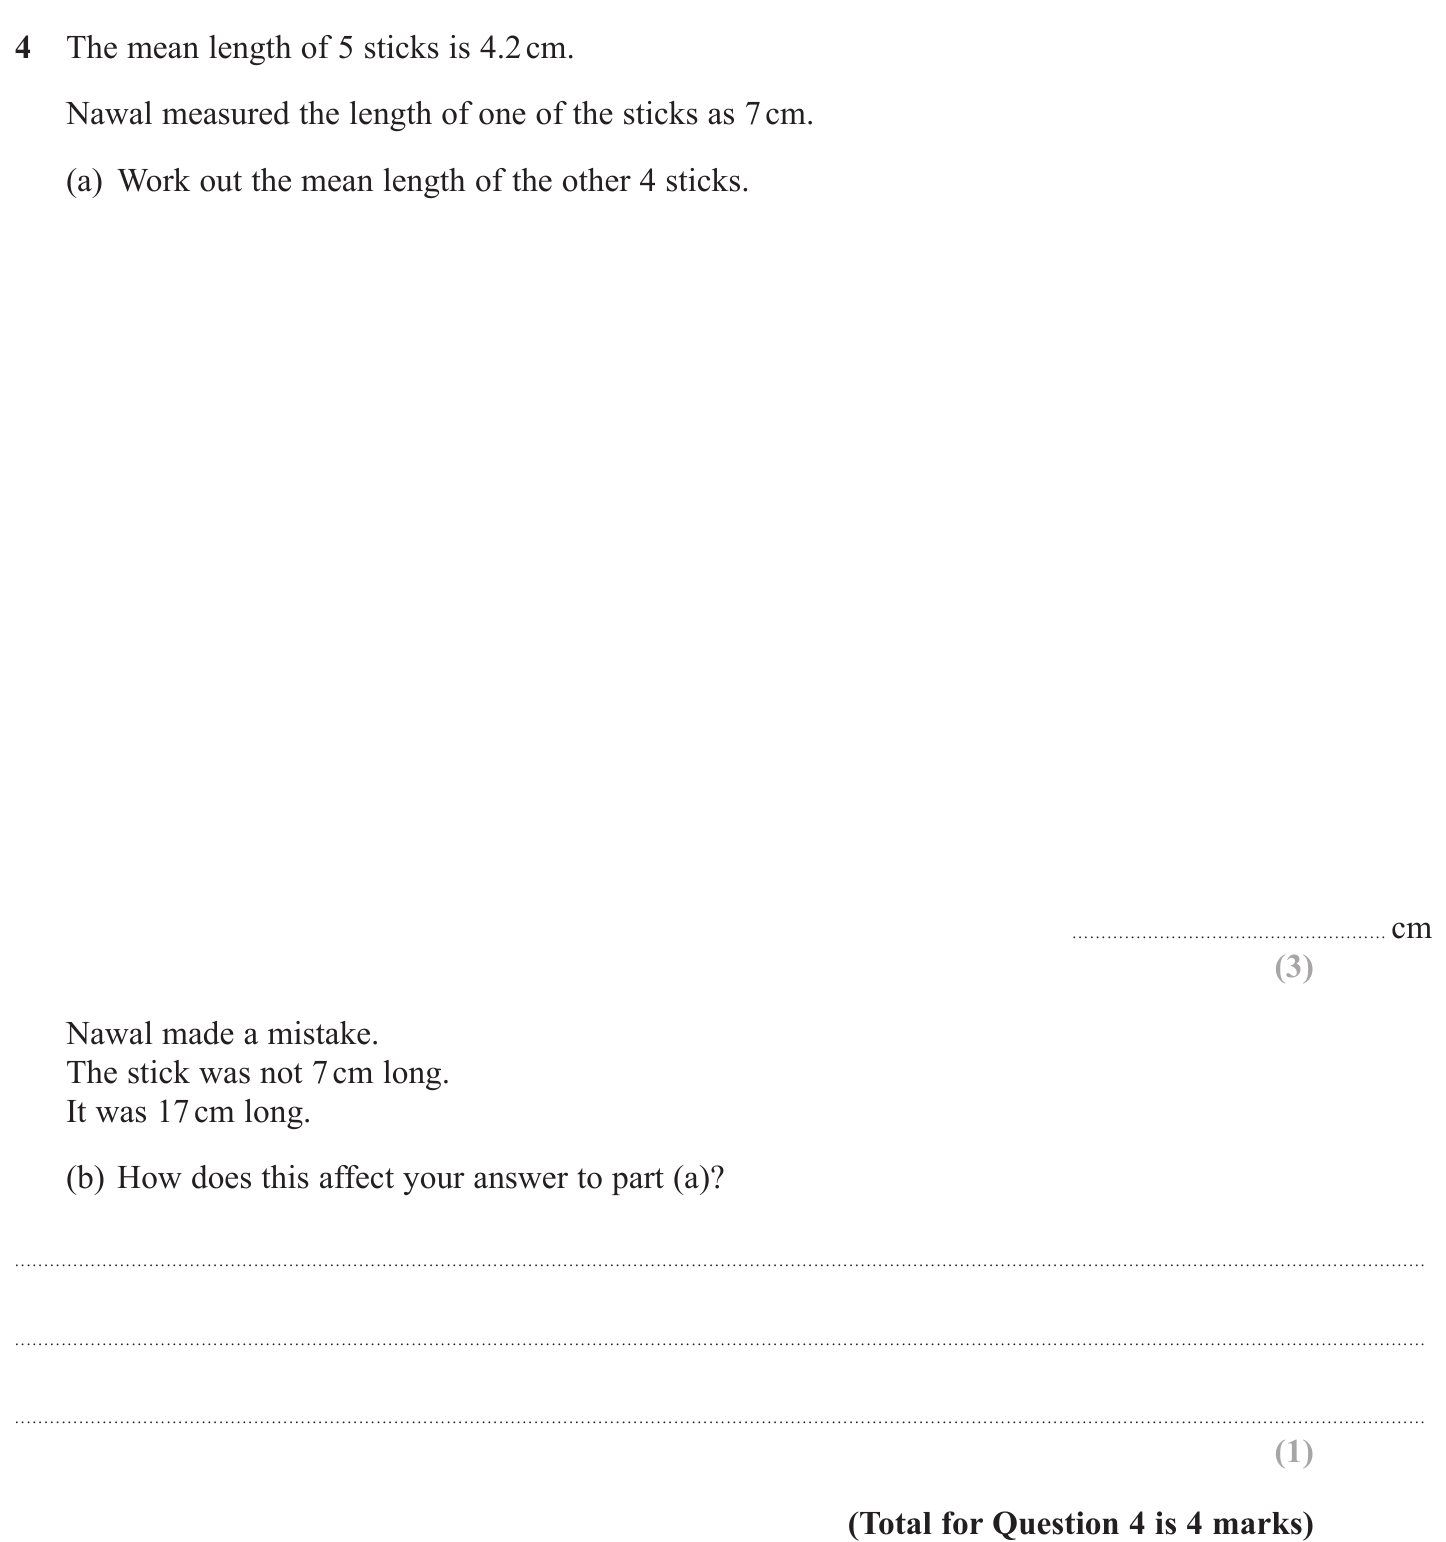 4 The mean length of 5 sticks is 4.2 cm.
Nawal measured the length of one of the sticks as 7 cm.
(a) Work out the mean length of the other 4 sticks.
cm
(3)
Nawal made a mistake.
The stick was not 7 cm long.
It was 17 cm long.
(b) How does this affect your answer to part (a)?
(1)
(Total for Question 4 is 4 marks)